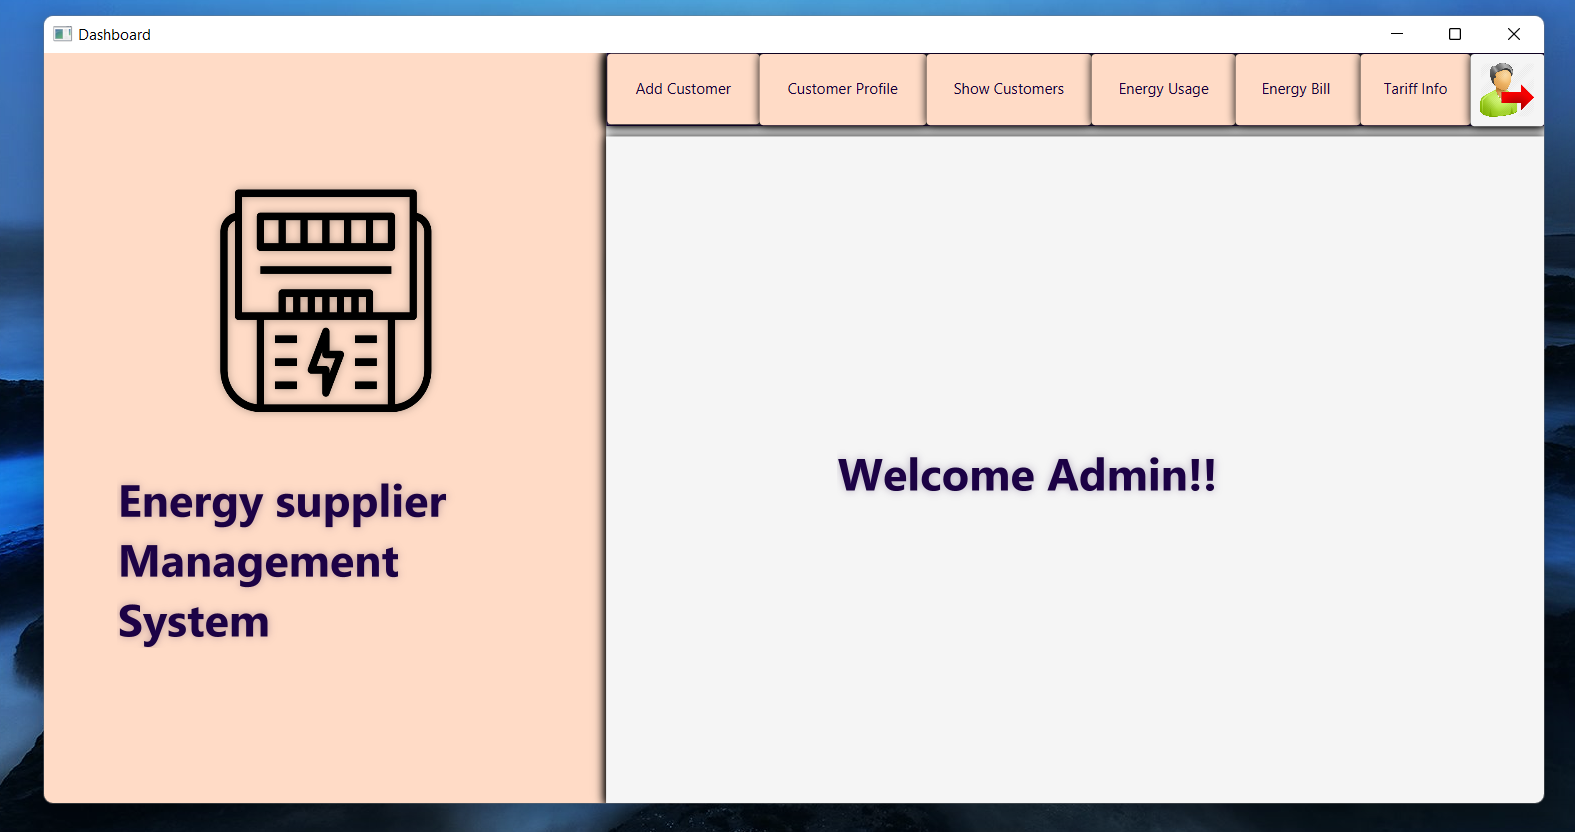 Dashboard
Add Customer
Customer Profile
Show Customers
Energy Usage
Energy Bill
Tariff Info
Energy supplier
Management
System
Welcome Admin!!